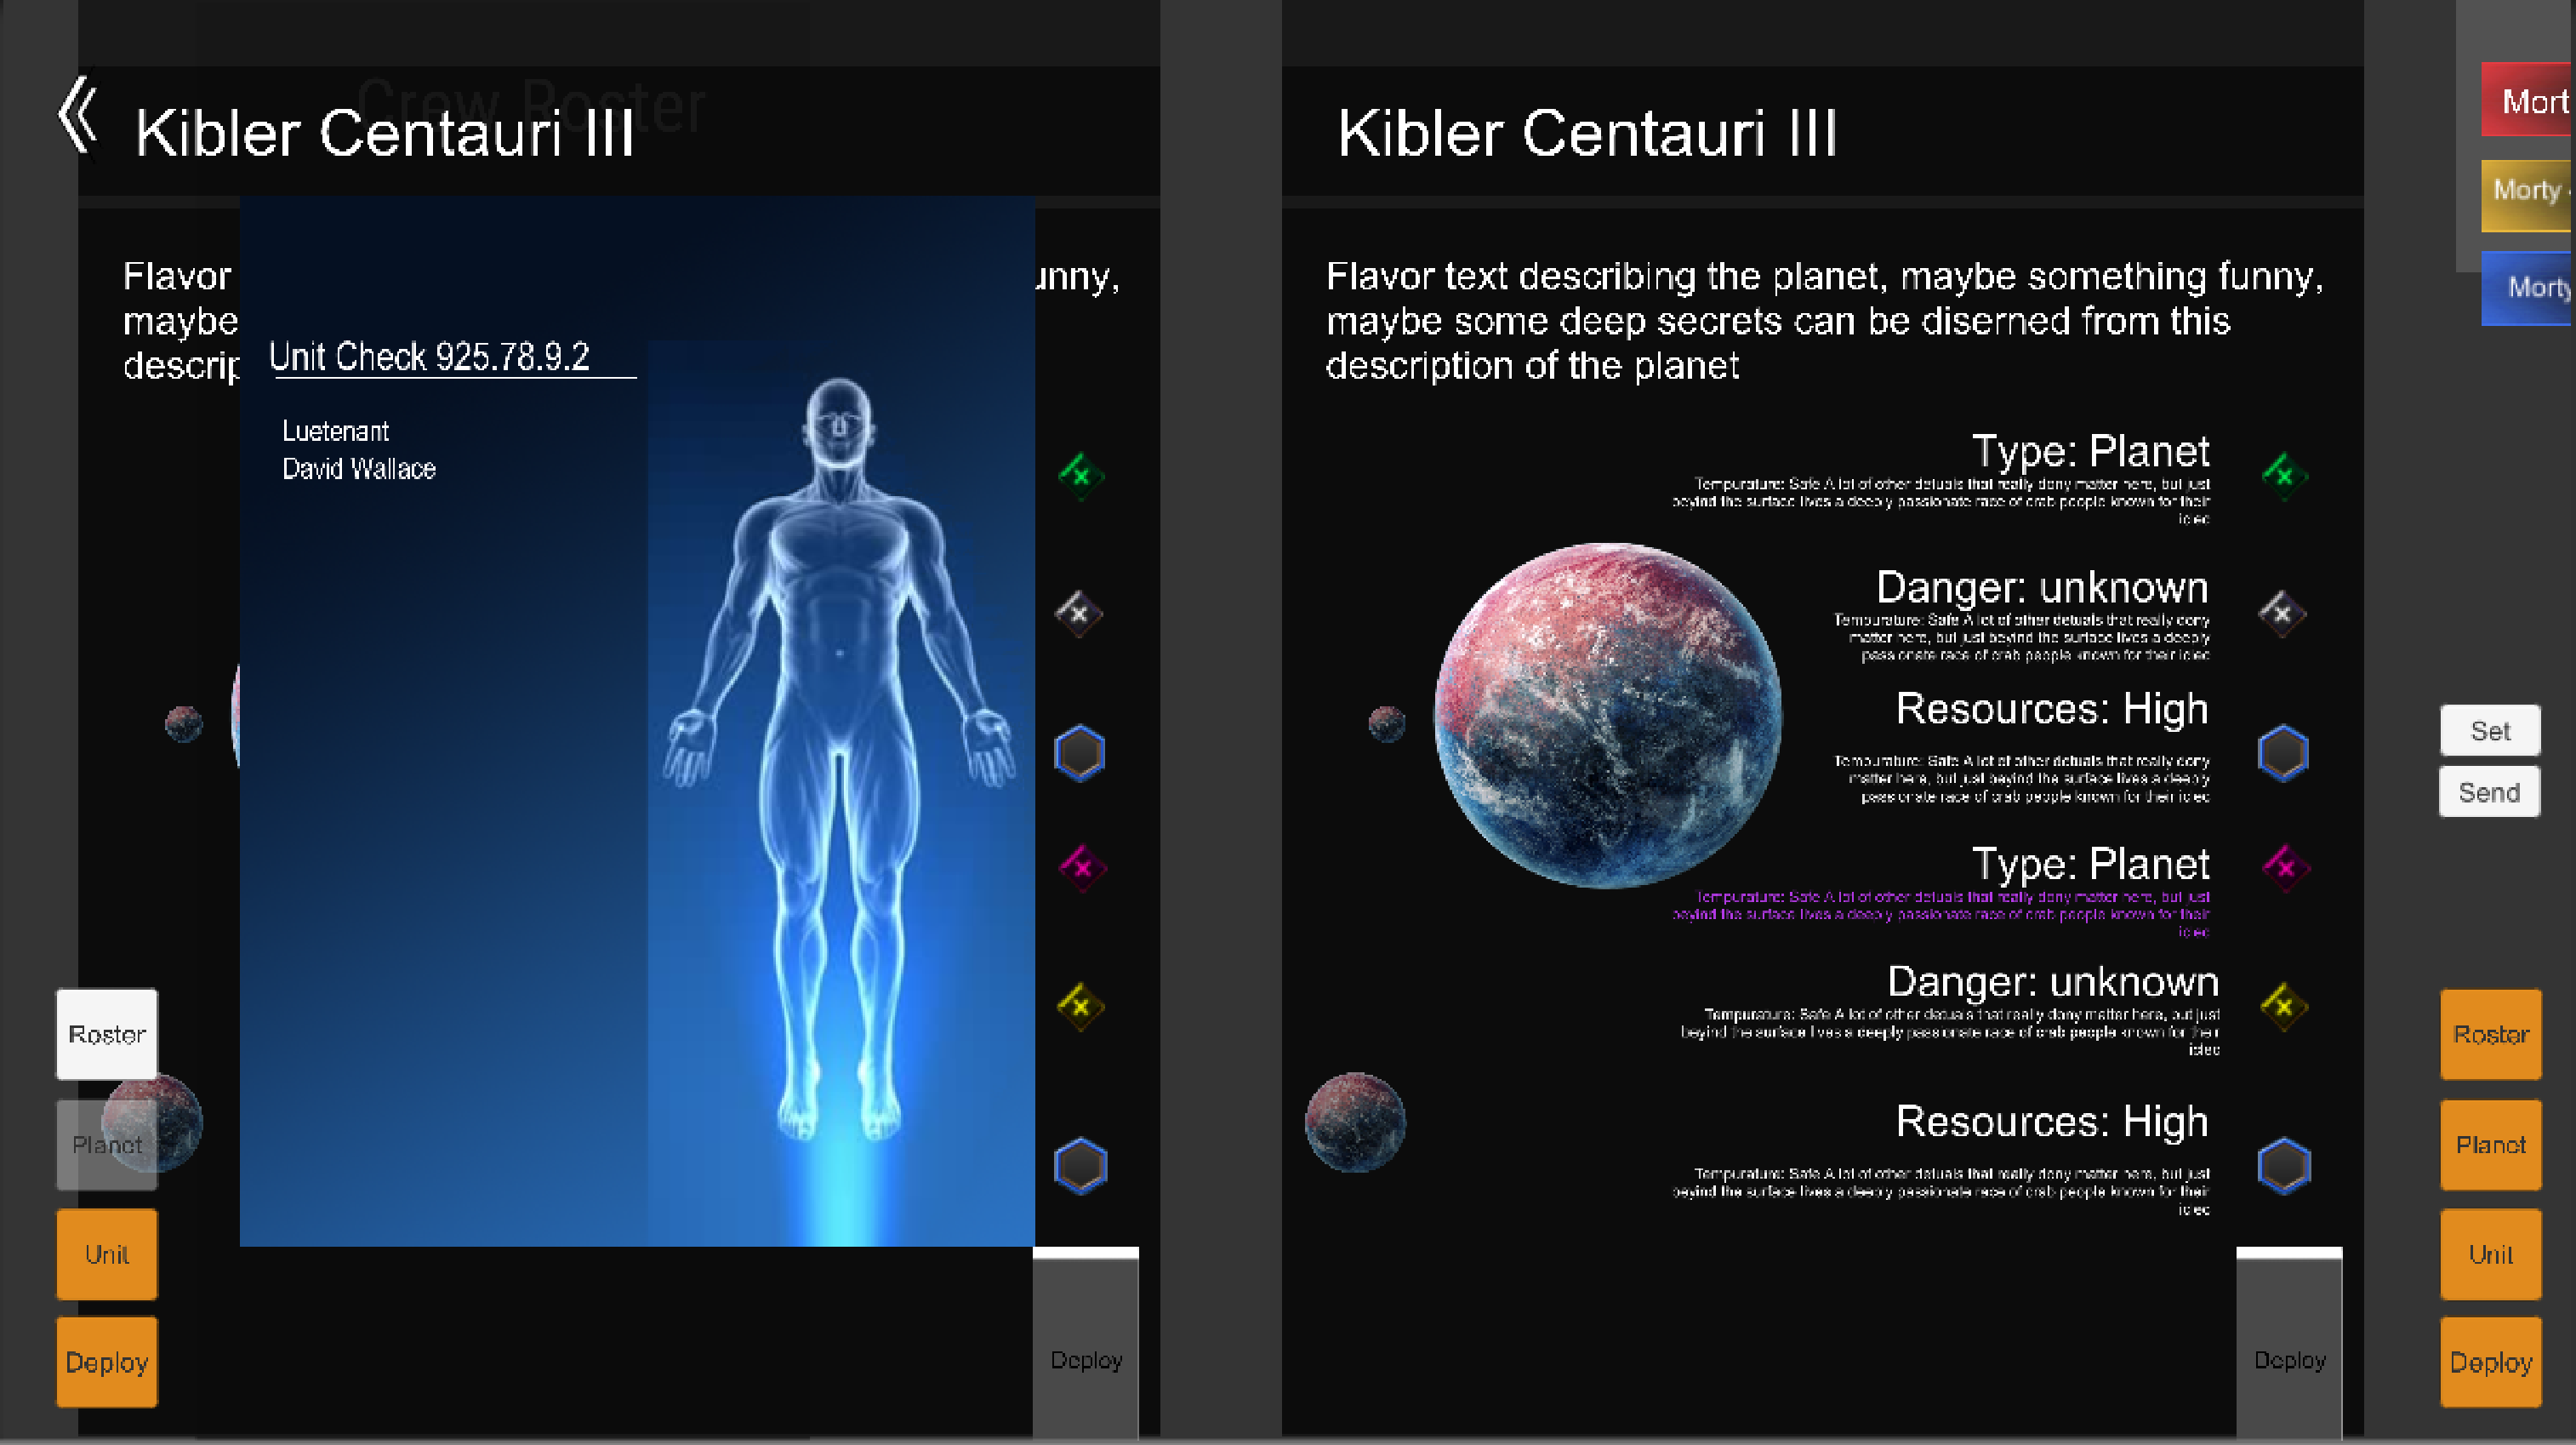 Crew Roster
Kibler Centauri III
Flavor
unny,
maybe
descrip
Unit Check 925.78.9.2
Luetenant
David Wallace
Roster
Planet
Unit
Deploy
Deploy
Kibler Centauri III
Flavor text describing the planet, maybe something funny,
maybe some deep secrets can be diserned from this
description of the planet
Type: Planet
Tempurature: Safe A lot of other detuals that really dony matter here, but just
beyind the surface lives a deeply passionate race of crab people known for their
icled
Danger: unknown
Tempurature: Safe A lot of other detuals that really dony
matter here, but just beyind the surface lives a deeply
passionate race of crab people known for their icled
Resources: High
Tempurature: Safe A lot of other detuals that really dony
matter here, but just beyind the surface lives a deeply
passionate race of crab people known for their icled
Type: Planet
Tempurature: Safe A lot of other detuals that really dony matter here, but just
beyind the surface lives a deeply passionate race of crab people known for their
icled
Danger: unknown
Tempurature: Safe A lot of other detuals that really dony matter here, but just
beyind the surface lives a deeply passionate race of crab people known for their
icled
Resources: High
Tempurature: Safe A lot of other detuals that really dony matter here, but just
beyind the surface lives a deeply passionate race of crab people known for their
icled
Deploy
Mort
Morty
Morty
Set
Send
Roster
Planet
Unit
Deploy